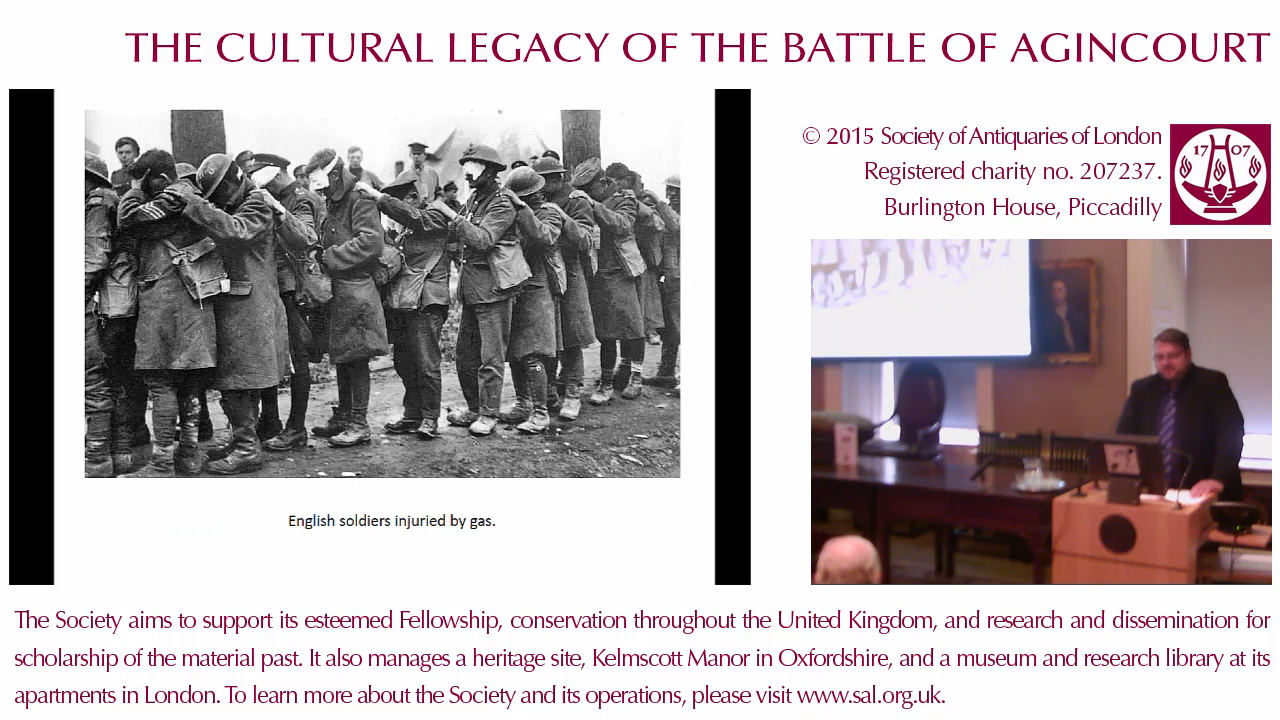 THE CULTURAL LEGACY OF THE BATTLE OF AGINCOURT
© 2015 Society of Antiquaries of London
Registered charity no. 207237.
Burlington House, Piccadilly
17 07
English soldiers injuried by gas.
The Society aims to support its esteemed Fellowship, conservation throughout the United Kingdom, and research and dissemination for
scholarship of the material past. It also manages a heritage site, Kelmscott Manor in Oxfordshire, and a museum and research library at its
apartments in London. To learn more about the Society and its operations, please visit www.sal.org.uk.